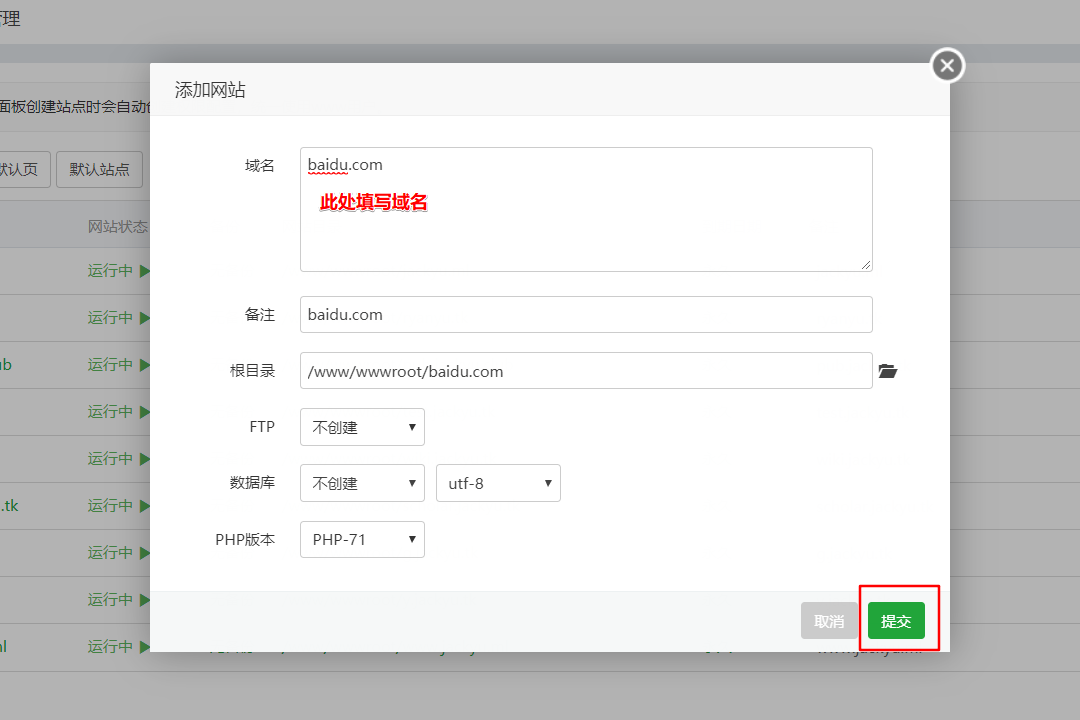 管理
添加网站
面板创建站点时会自动创
域名
baidu.com
此处填写域名
默认页
默认站点
网站状态
备注
baidu.com
根目录
/www/wwwroot/baidu.com
FTP
不创建
数据库
不创建
utf-8
PHP版本
PHP-71
取消
提交
运行中
运行中
ub
运行中
运行中
运行中
.tk
运行中
运行中
运行中
ml
运行中